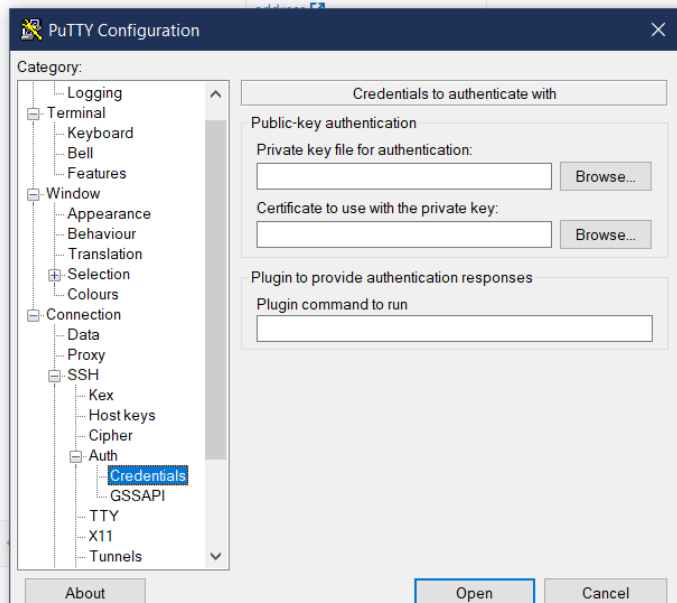 address
PuTTY Configuration
Category:
Logging
Terminal
Keyboard
Bell
Features
Window
Appearance
Behaviour
Translation
Selection
Colours
Connection
Data
Proxy
SSH
Kex
Host keys
Cipher
Auth
Credentials
GSSAPI
TTY
X11
Tunnels
Credentials to authenticate with
Public-key authentication
Private key file for authentication:
Browse...
Certificate to use with the private key:
Browse...
Plugin to provide authentication responses
Plugin command to run
About
Open
Cancel